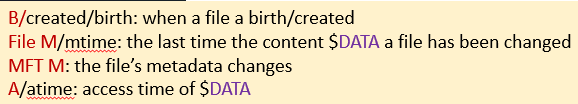 B/created/birth: when a file a birth/created
File M/mtime: the last time the content $DATA a file has been changed
MFT M: the file's metadata changes
A/atime: access time of $DATA